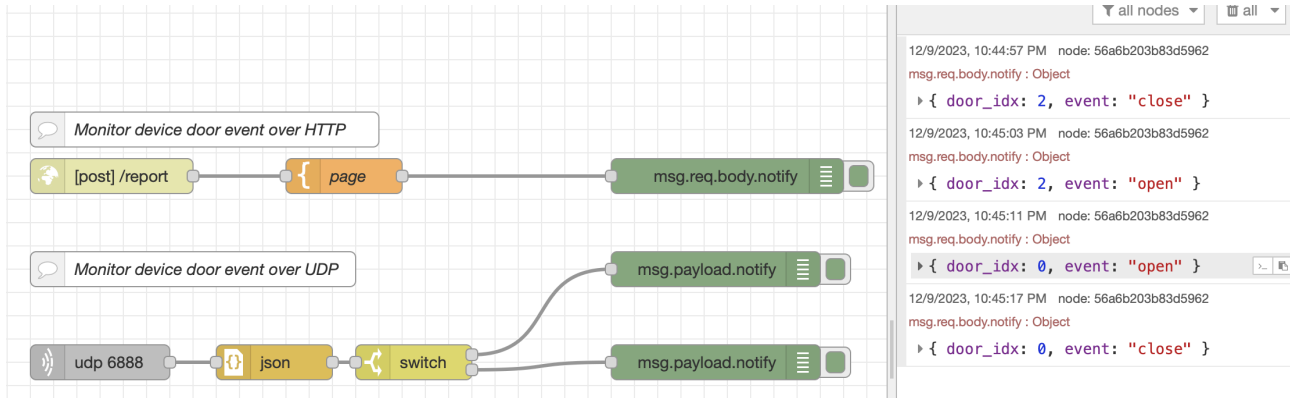 all nodes
all
Monitor device door event over HTTP
[post] /report
page
msg.req.body.notify
Monitor device door event over UDP
msg.payload.notify
udp 6888
json
switch
msg.payload.notify
12/9/2023, 10:44:57 PM node: 56a6b203b83d5962
msg.req.body.notify : Object
{ door_idx: 2, event: "close" }
12/9/2023, 10:45:03 PM node: 56a6b203b83d5962
msg.req.body.notify : Object
{ door_idx: 2, event: "open" }
12/9/2023, 10:45:11 PM node: 56a6b203b83d5962
msg.req.body.notify : Object
{ door_idx: 0, event: "open" }
12/9/2023, 10:45:17 PM node: 56a6b203b83d5962
msg.req.body.notify : Object
{ door_idx: 0, event: "close" }